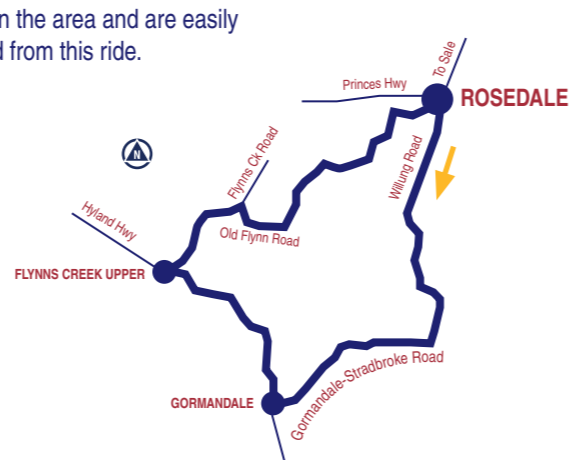 n the area and are easily
d from this ride.
To Sale
Princes Hwy
ROSEDALE
N
Flynns Ck Road
Willung Road
Hyland Hwy
Old Flynn Road
FLYNNS CREEK UPPER
Gormandale-Stradbroke Road
GORMANDALE